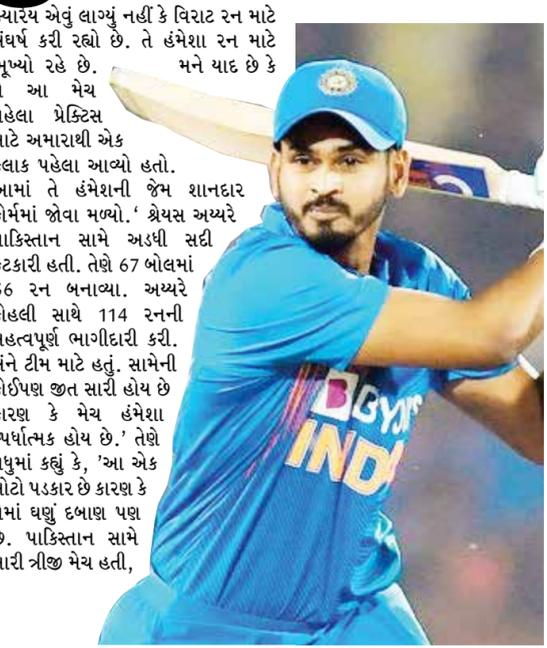 ક્યારેય એવું લાગ્યું નહીં કે વિરાટ રન માટે
સંઘર્ષ કરી રહ્યો છે. તે હંમેશા રન માટે
ભૂખ્યો રહે છે. મને યાદ છે કે
આ મેચ
પહેલા પ્રેક્ટિસ
માટે અમારાથી એક
કલાક પહેલા આવ્યો હતો.
આમાં તે હંમેશની જેમ શાનદાર
ફોર્મમાં જોવા મળ્યો.‘ શ્રેયસ અય્યરે
પાકિસ્તાન સામે અડધી સદી
ફટકારી હતી. તેણે 67 બોલમાં
56 રન બનાવ્યા. અય્યરે
કોહલી સાથે 114 રનની
મહત્વપૂર્ણ ભાગીદારી કરી.
બંને ટીમ માટે હતું. સામેની
કોઈપણ જીત સારી હોય છે
કારણ કે મેચ હંમેશા
સ્પર્ધાત્મક હોય છે.’ તેણે
વધુમાં કહ્યું કે, ’આ એક
મોટો પડકાર છે કારણ કે
ઘણું દબાણ પણ
છે. પાકિસ્તાન સામે
મારી ત્રીજી મેચ હતી,
BYJU
INDI